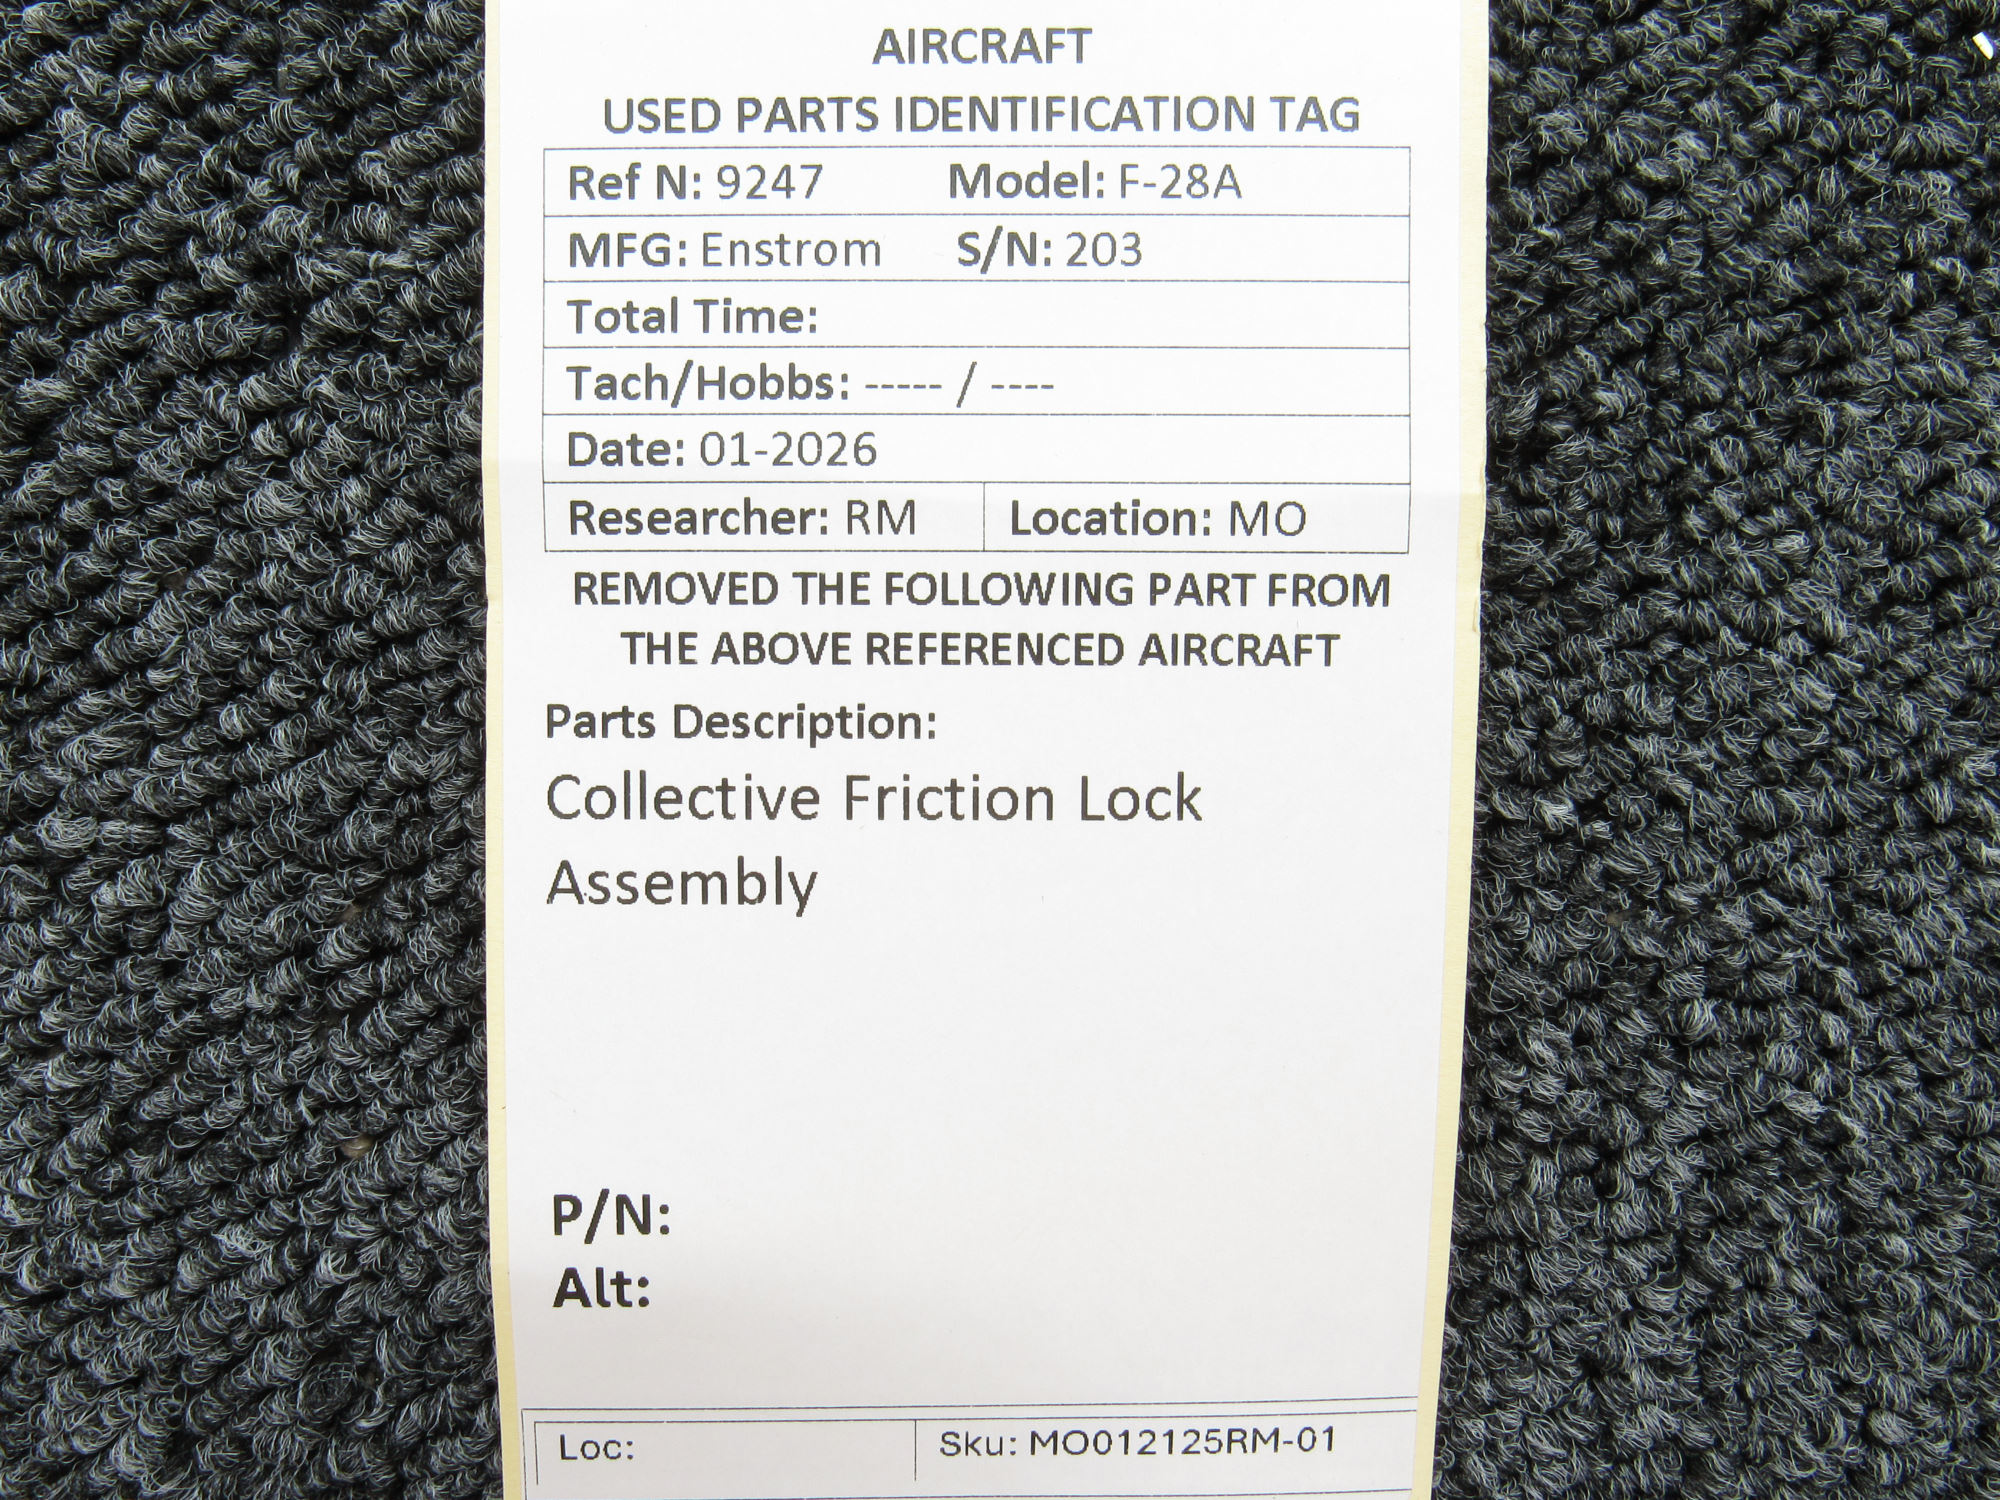 AIRCRAFT
USED PARTS IDENTIFICATION TAG
Ref N: 9247 Model: F-28A
MFG: Enstrom S/N: 203
Total Time:
Tach/Hobbs: ----- / ----
Date: 01-2026
Researcher: RM Location: MO
REMOVED THE FOLLOWING PART FROM
THE ABOVE REFERENCED AIRCRAFT
Parts Description:
Collective Friction Lock
Assembly
P/N:
Alt:
Loc: Sku: MO012125RM-01